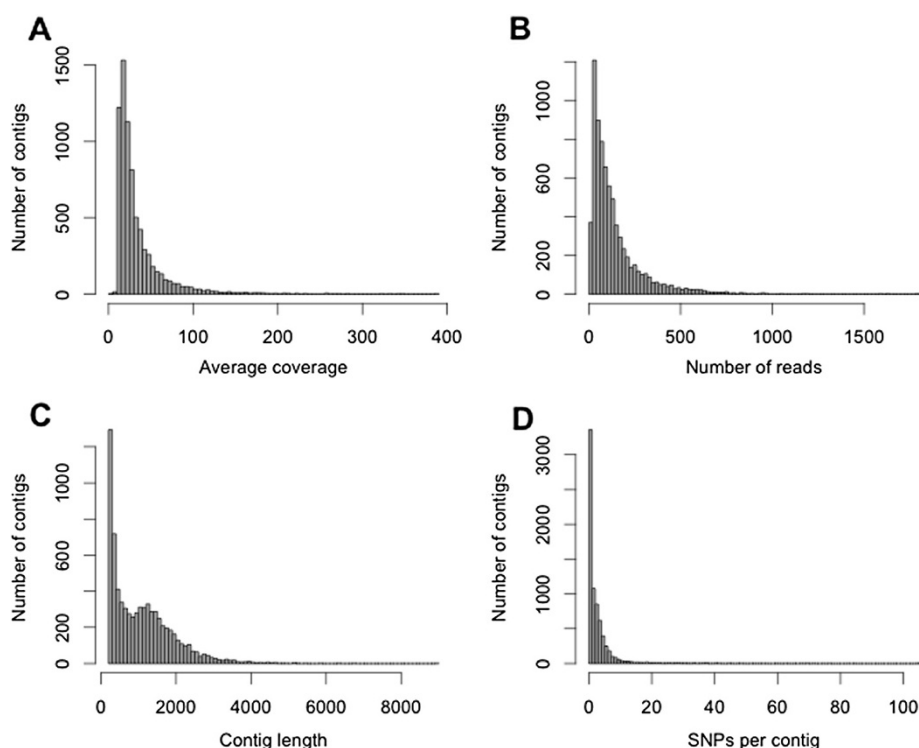 A
Number of contigs
1500
1000
500
0
0 100 200 300 400
Average coverage
B
Number of contigs
1000
600
200
0
0 500 1000 1500
Number of reads
C
Number of contigs
1000
600
200
0
0 2000 4000 6000 8000
Contig length
D
Number of contigs
3000
2000
1000
0
0 20 40 60 80 100
SNPs per contig